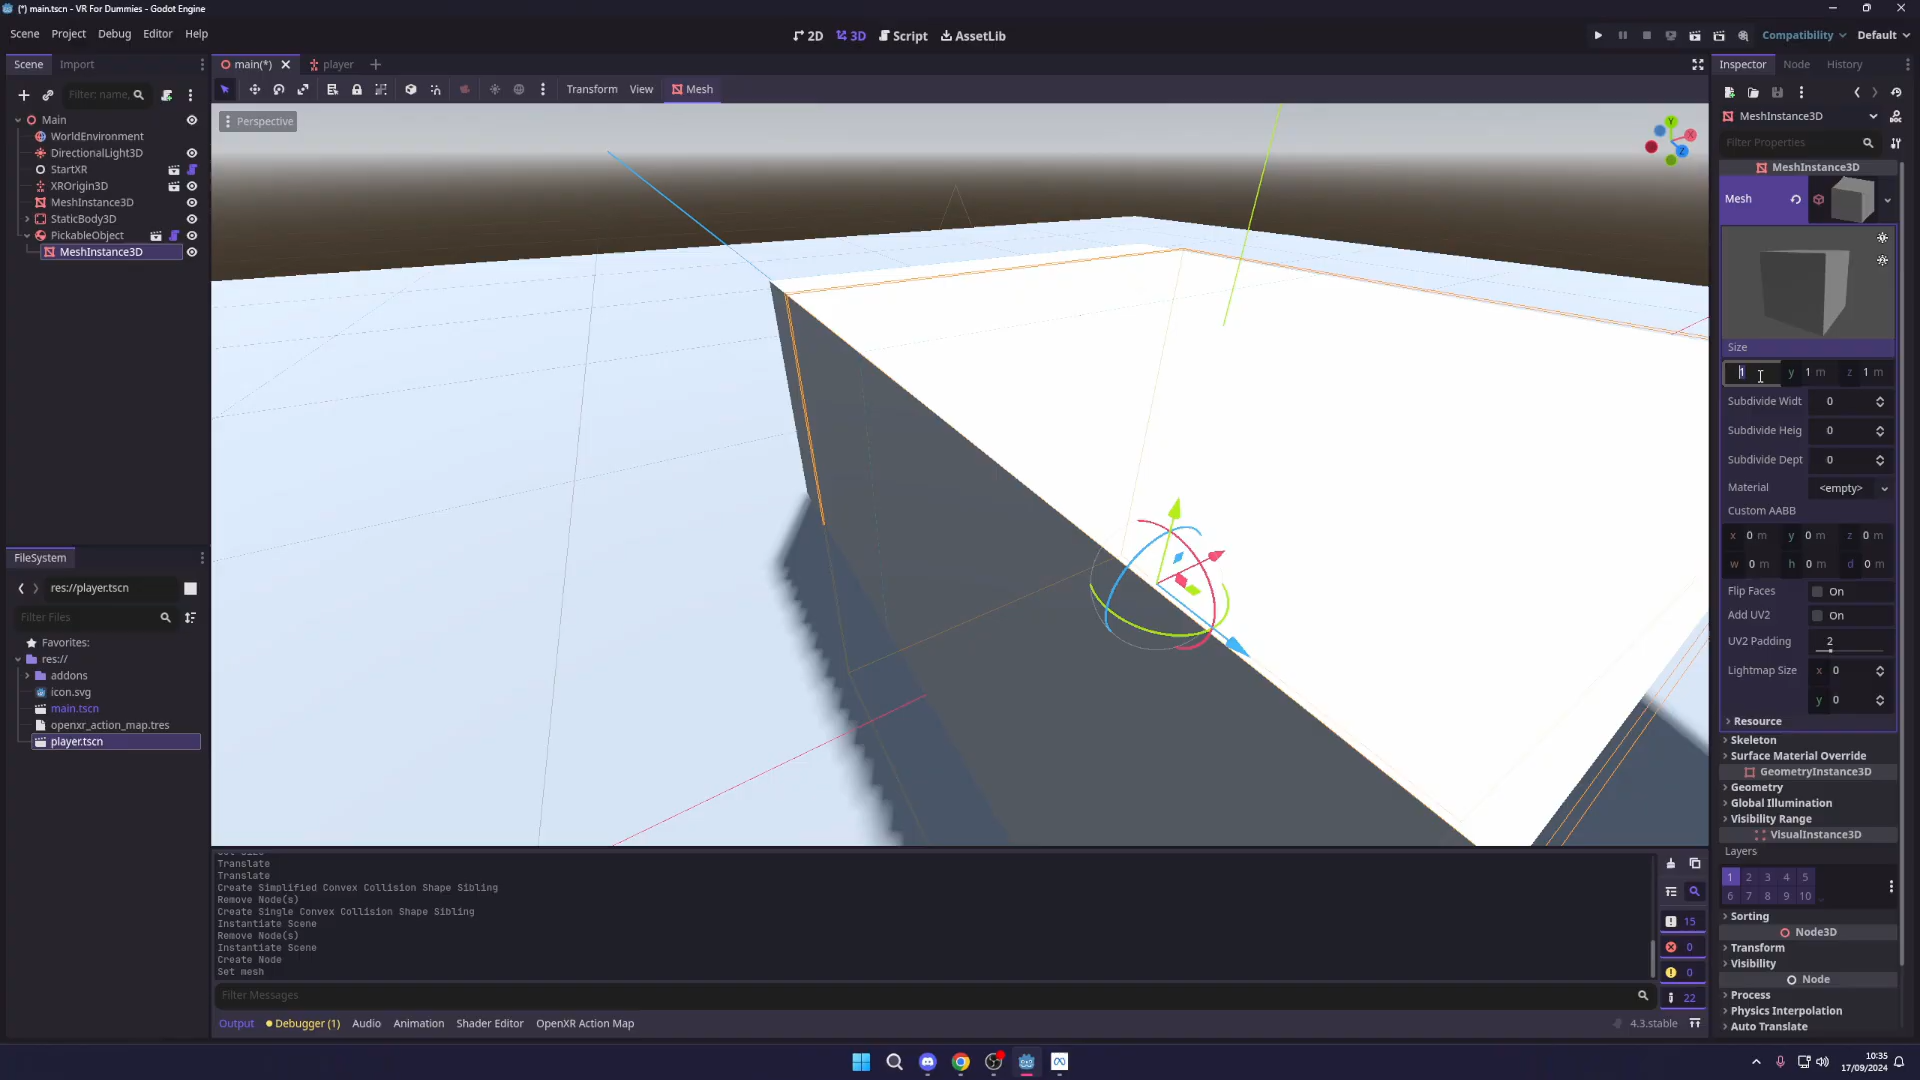 (*) main.tscn - VR For Dummies - Godot Engine
Scene Project Debug Editor Help
2D 3D Script AssetLib
Compatibility Default
Scene Import
main(*) player
Inspector Node History
Filter: name,
Transform View Mesh
Perspective
Main
WorldEnvironment
DirectionalLight3D
StartXR
XROrigin3D
MeshInstance3D
StaticBody3D
PickableObject
MeshInstance3D
FileSystem
res://player.tscn
Filter Files
Favorites:
res://
addons
icon.svg
main.tscn
openxr_action_map.tres
player.tscn
Y X Z
Translate
Translate
Create Simplified Convex Collision Shape Sibling
Remove Node(s)
Create Single Convex Collision Shape Sibling
Instantiate Scene
Remove Node(s)
Instantiate Scene
Create Node
Set mesh
Filter Messages
15
0
0
22
Output Debugger (1) Audio Animation Shader Editor OpenXR Action Map
4.3.stable
MeshInstance3D
Filter Properties
MeshInstance3D
Mesh
Size
1 y 1 m z 1 m
Subdivide Widt 0
Subdivide Heig 0
Subdivide Dept 0
Material <empty>
Custom AABB
x 0 m y 0 m z 0 m
w 0 m h 0 m d 0 m
Flip Faces On
Add UV2 On
UV2 Padding 2
Lightmap Size x 0
y 0
Resource
Skeleton
Surface Material Override
GeometryInstance3D
Geometry
Global Illumination
Visibility Range
VisualInstance3D
Layers
1 2 3 4 5
6 7 8 9 10
Sorting
Node3D
Transform
Visibility
Node
Process
Physics Interpolation
Auto Translate
10:35
17/09/2024